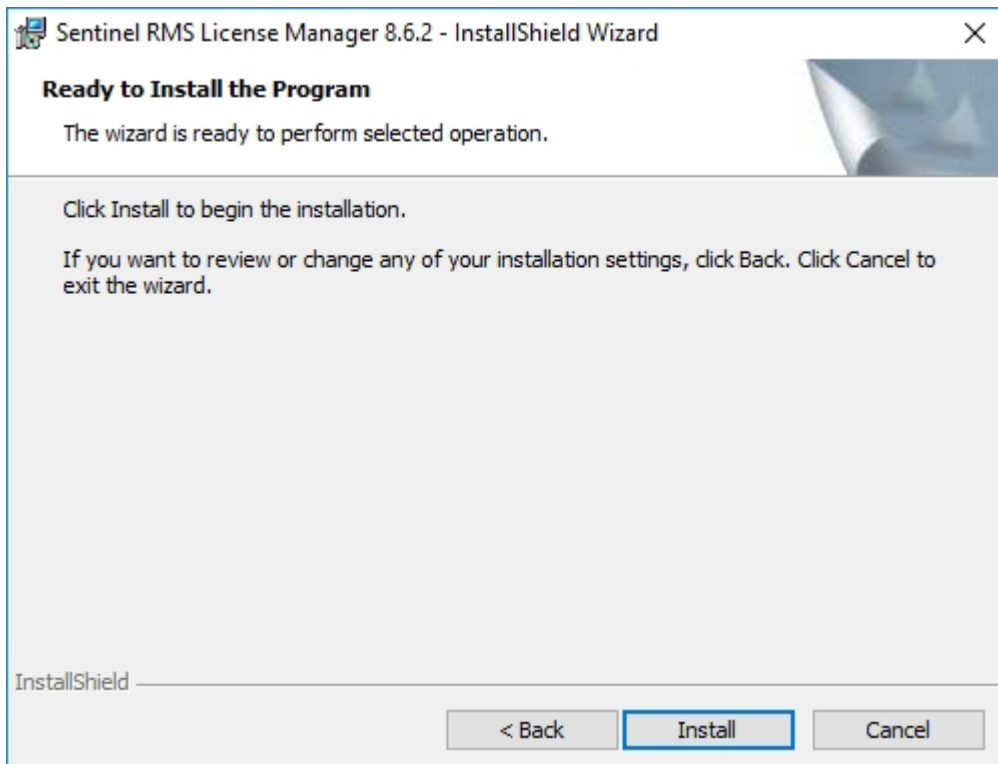 Sentinel RMS License Manager 8.6.2 - InstallShield Wizard
Ready to Install the Program
The wizard is ready to perform selected operation.
Click Install to begin the installation.
If you want to review or change any of your installation settings, click Back. Click Cancel to
exit the wizard.
InstallShield
< Back
Install
Cancel